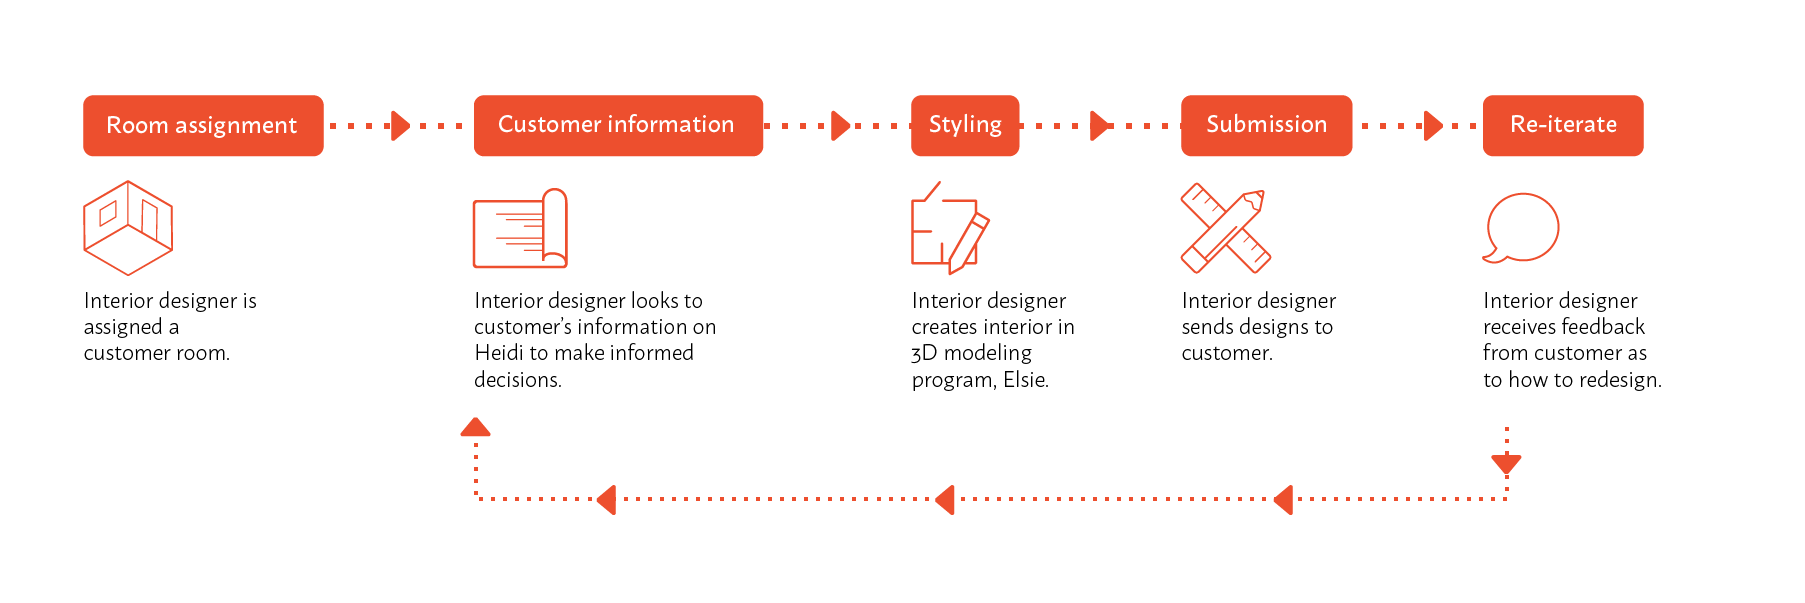 Room assignment
Customer information
Styling
Submission
Re-iterate
Interior designer is
assigned a
customer room.
Interior designer looks to
customer’s information on
Heidi to make informed
decisions.
Interior designer
creates interior in
3D modeling
program, Elsie.
Interior designer
sends designs to
customer.
Interior designer
receives feedback
from customer as
to how to redesign.